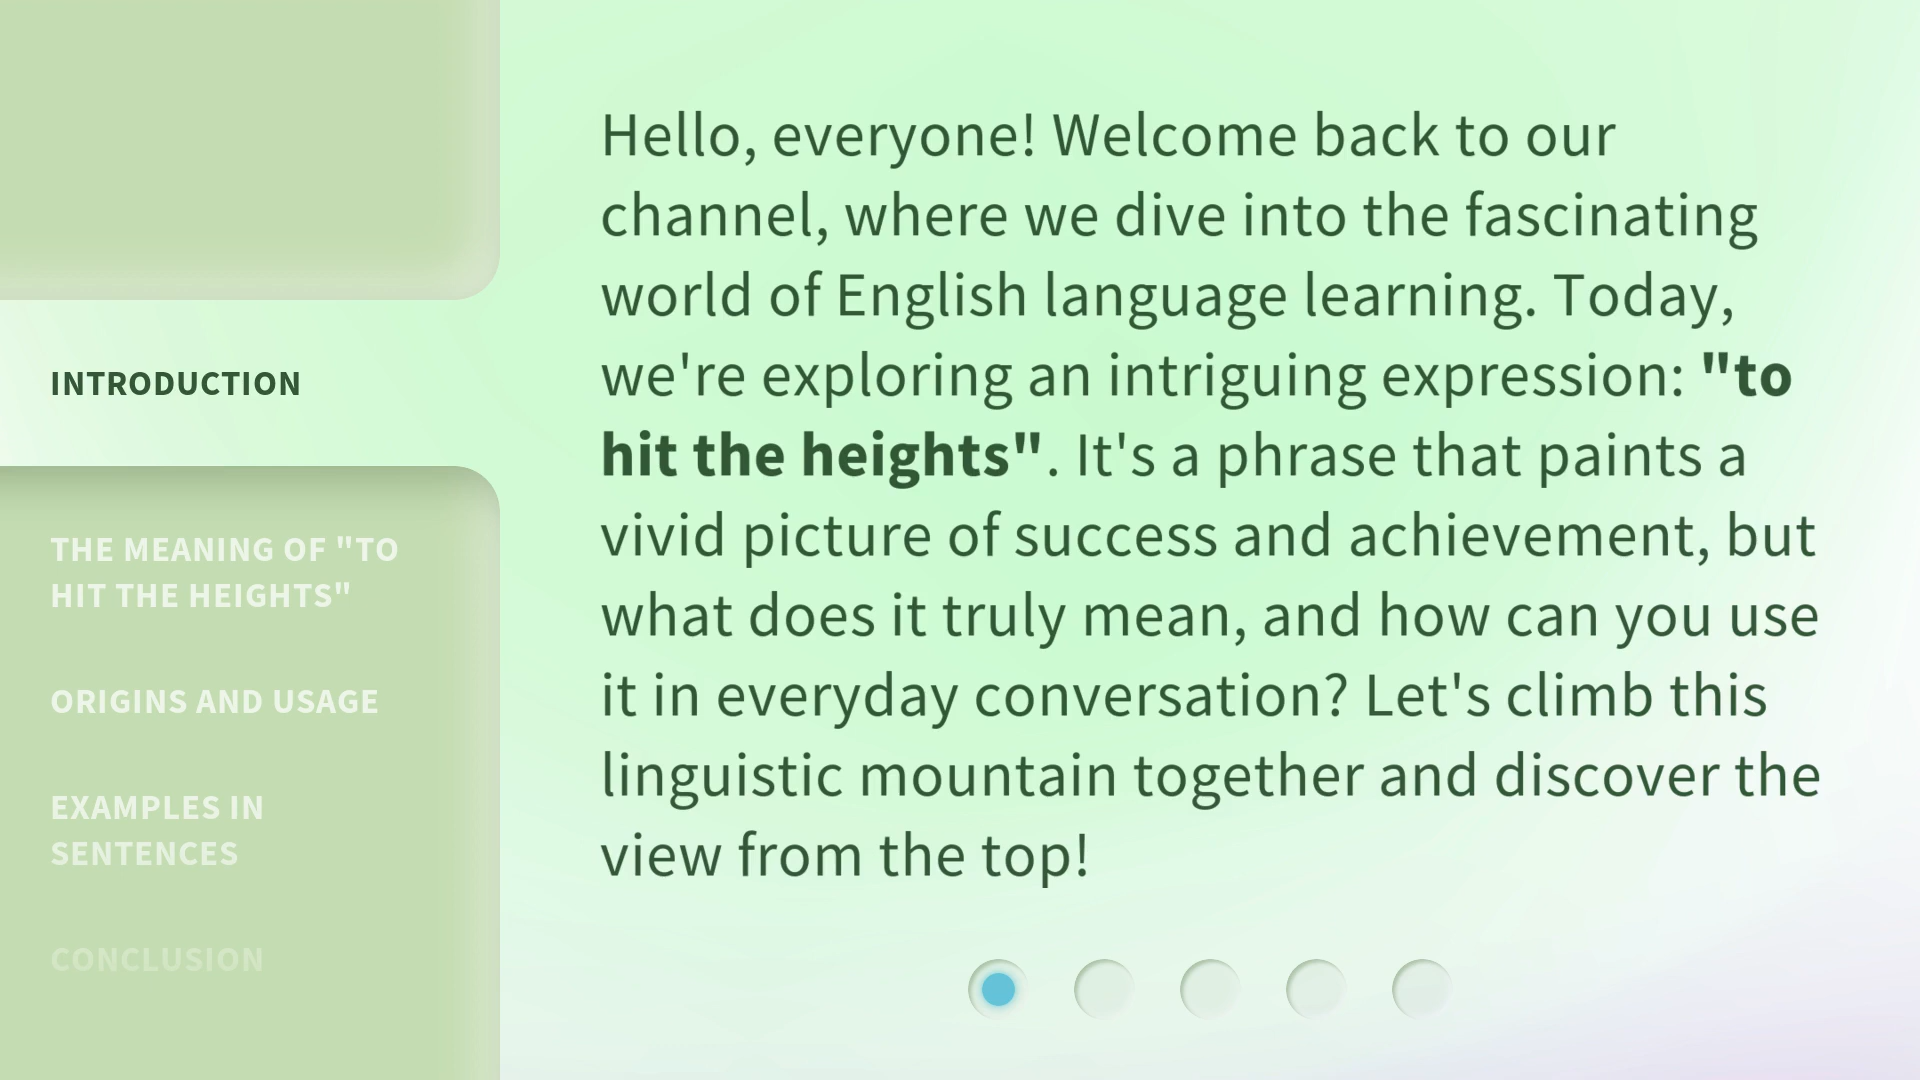 INTRODUCTION
THE MEANING OF "TO
HIT THE HEIGHTS"
ORIGINS AND USAGE
EXAMPLES IN
SENTENCES
CONCLUSION
Hello, everyone! Welcome back to our
channel, where we dive into the fascinating
world of English language learning. Today,
we're exploring an intriguing expression: "to
hit the heights". It's a phrase that paints a
vivid picture of success and achievement, but
what does it truly mean, and how can you use
it in everyday conversation? Let's climb this
linguistic mountain together and discover the
view from the top!